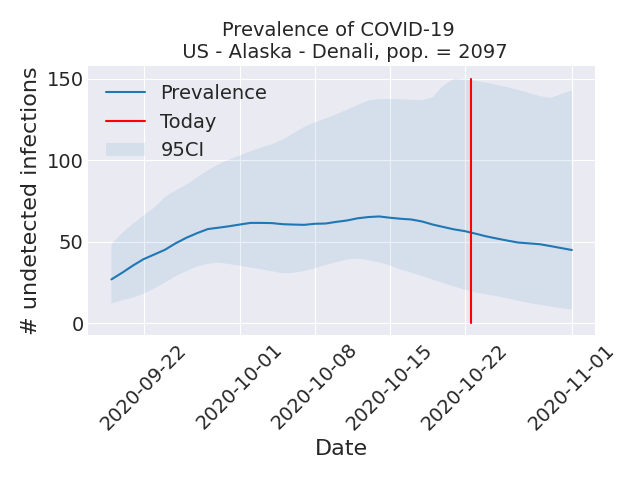 Prevalence of COVID-19
US - Alaska - Denali, pop. = 2097
# undetected infections
150
100
50
0
Prevalence
Today
95CI
2020-09-22
2020-10-01
2020-10-08
2020-10-15
2020-10-22
2020-11-01
Date